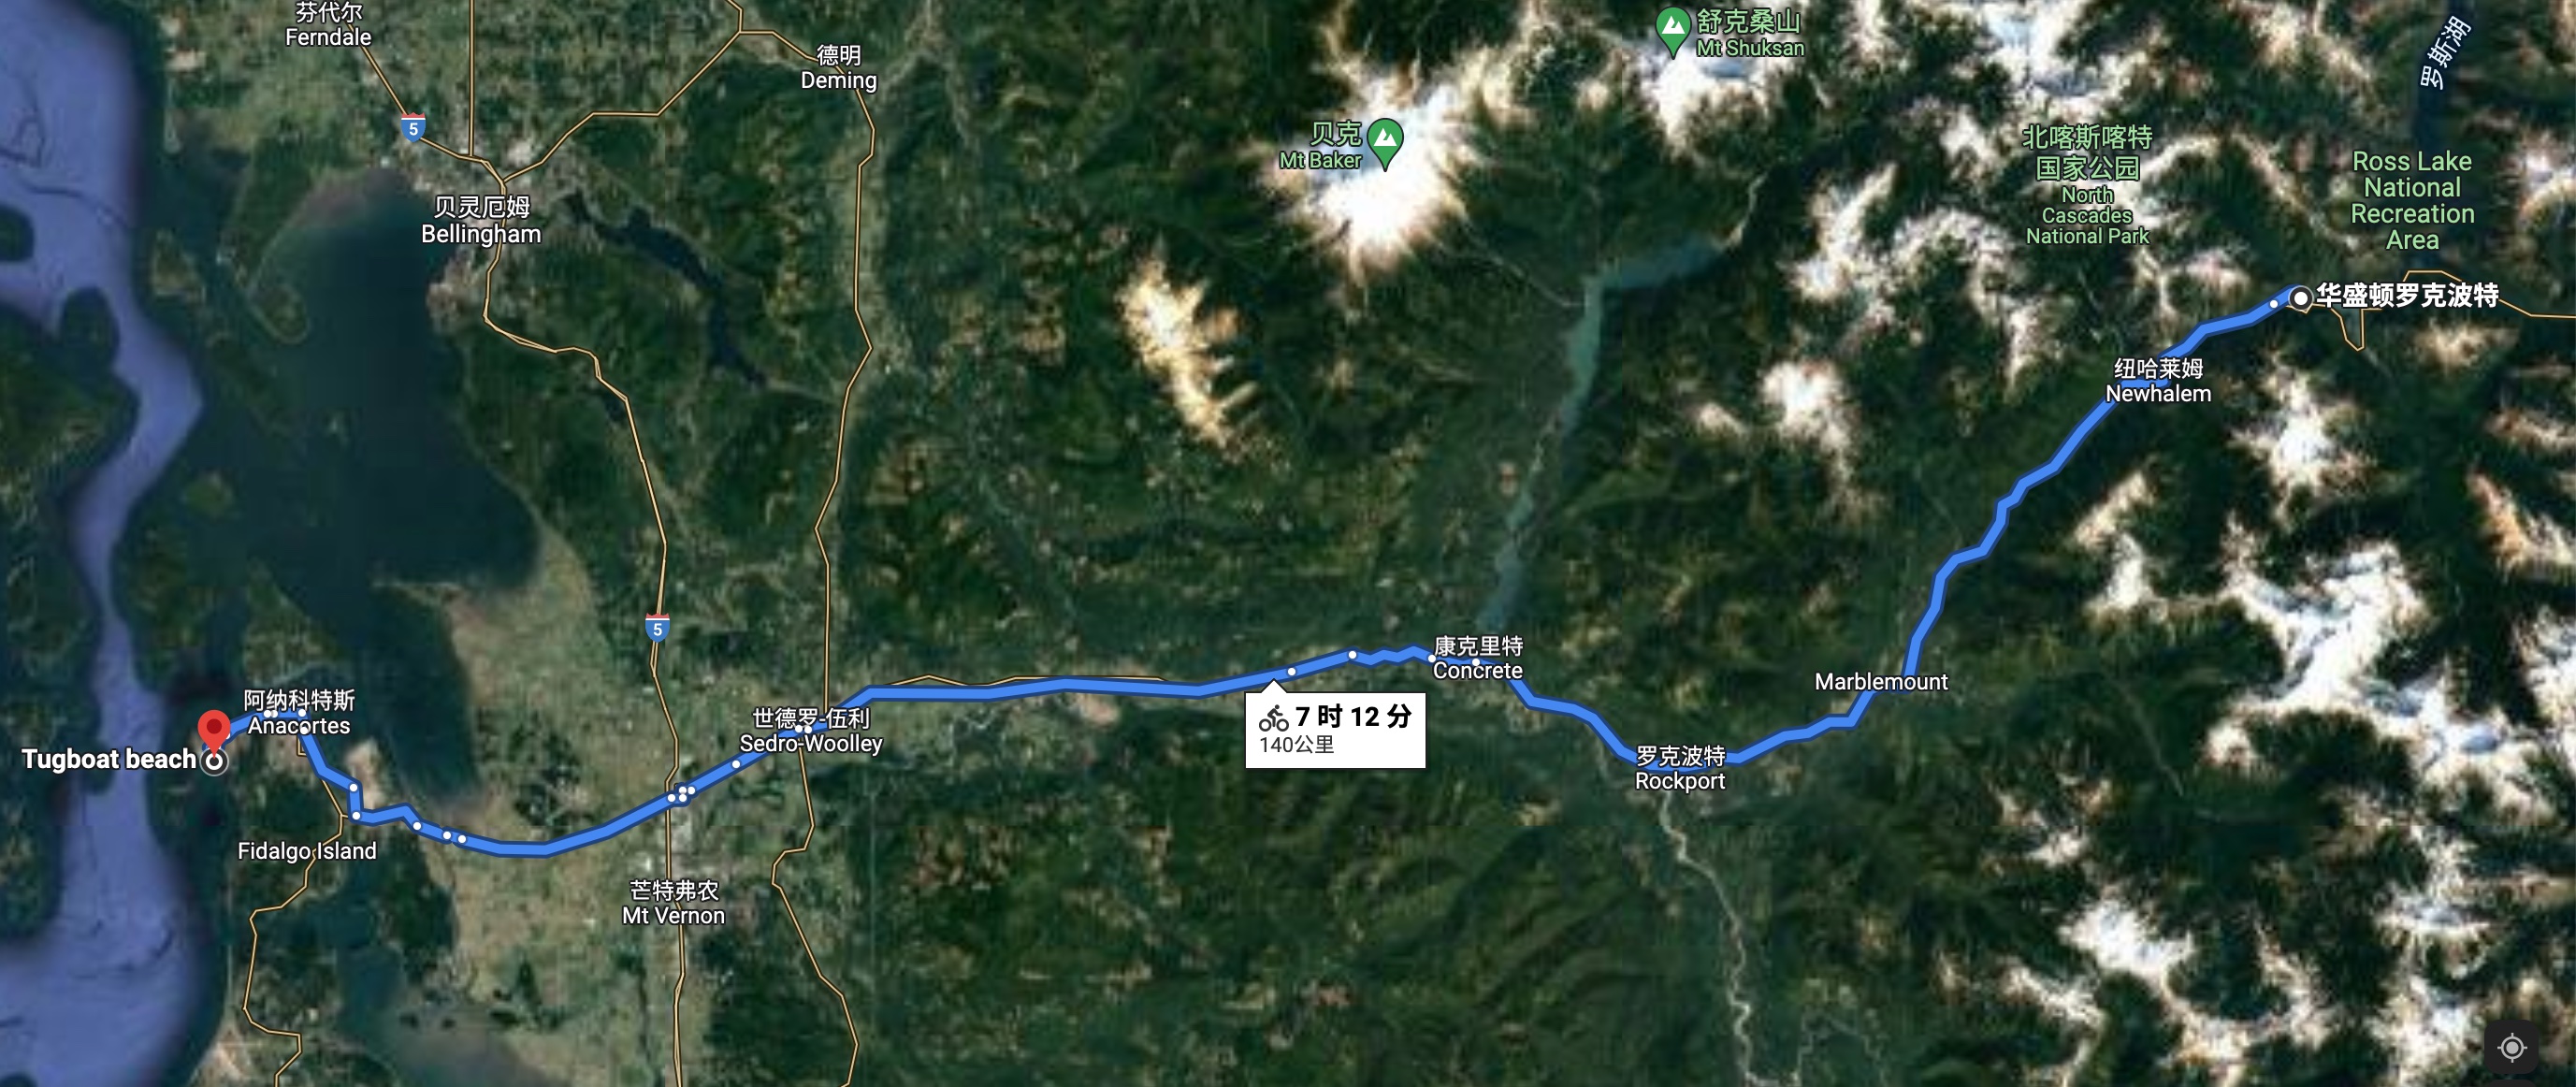 芬代尔
Ferndale
舒克桑山
Mt Shuksan
罗斯湖
德明
Deming
5
贝克
Mt Baker
北喀斯喀特
国家公园
North
Cascades
National Park
Ross Lake
National
Recreation
Area
贝灵厄姆
Bellingham
华盛顿罗克波特
纽哈莱姆
Newhalem
5
康克里特
Concrete
Marblemount
阿纳科特斯
Anacortes
世德罗-伍利
Sedro-Woolley
7 时 12 分
140公里
Tugboat beach
罗克波特
Rockport
Fidalgo Island
芒特弗农
Mt Vernon